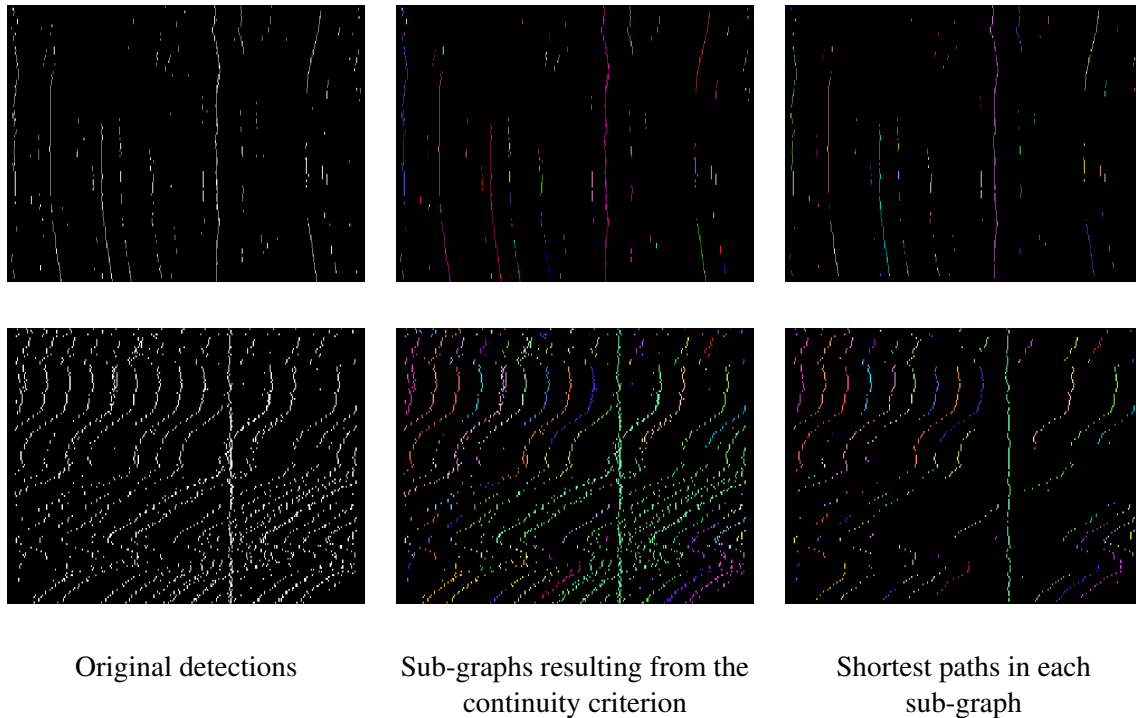 Original detections
Sub-graphs resulting from the
continuity criterion
Shortest paths in each
sub-graph